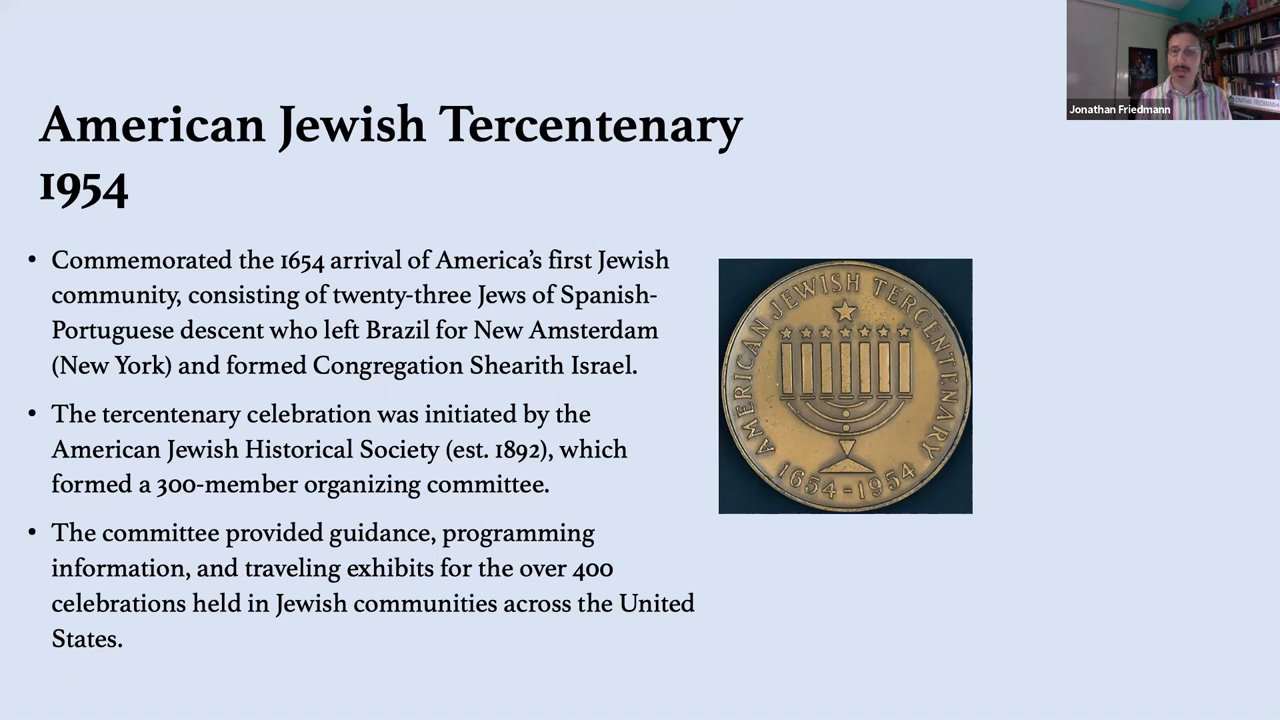 American Jewish Tercentenary
1954
• Commemorated the 1654 arrival of America’s first Jewish
community, consisting of twenty-three Jews of Spanish-
Portuguese descent who left Brazil for New Amsterdam
(New York) and formed Congregation Shearith Israel.
• The tercentenary celebration was initiated by the
American Jewish Historical Society (est. 1892), which
formed a 300-member organizing committee.
• The committee provided guidance, programming
information, and traveling exhibits for the over 400
celebrations held in Jewish communities across the United
States.
AMERICAN JEWISH TERCENTENARY
1654-1954
Jonathan Friedmann